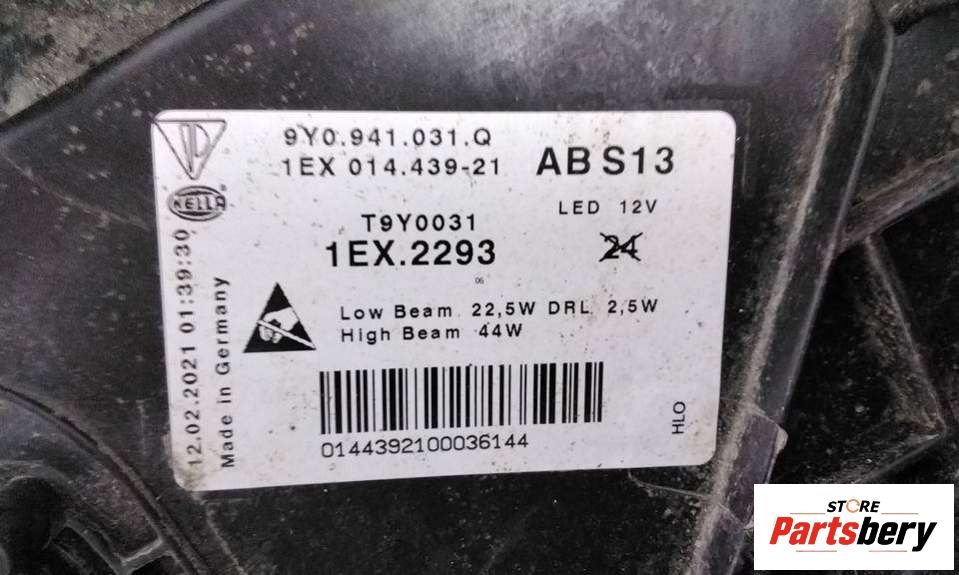 9Y0.941.031.Q
1EX 014.439-21
AB S13
HELLA
T9Y0031
LED 12V
1EX.2293
24
06
Low Beam 22,5W DRL 2,5W
High Beam 44W
12.02.2021 01:39:30
Made in Germany
0144392100036144
HLO
STORE
Partsbery